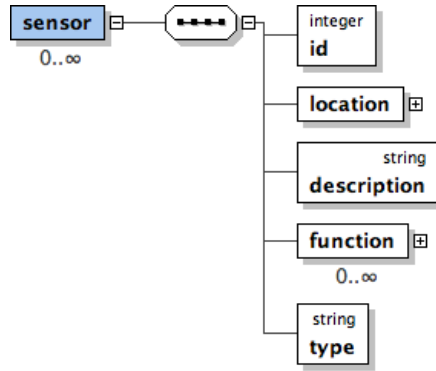 sensor
0..∞
integer
id
location
string
description
function
0..∞
string
type